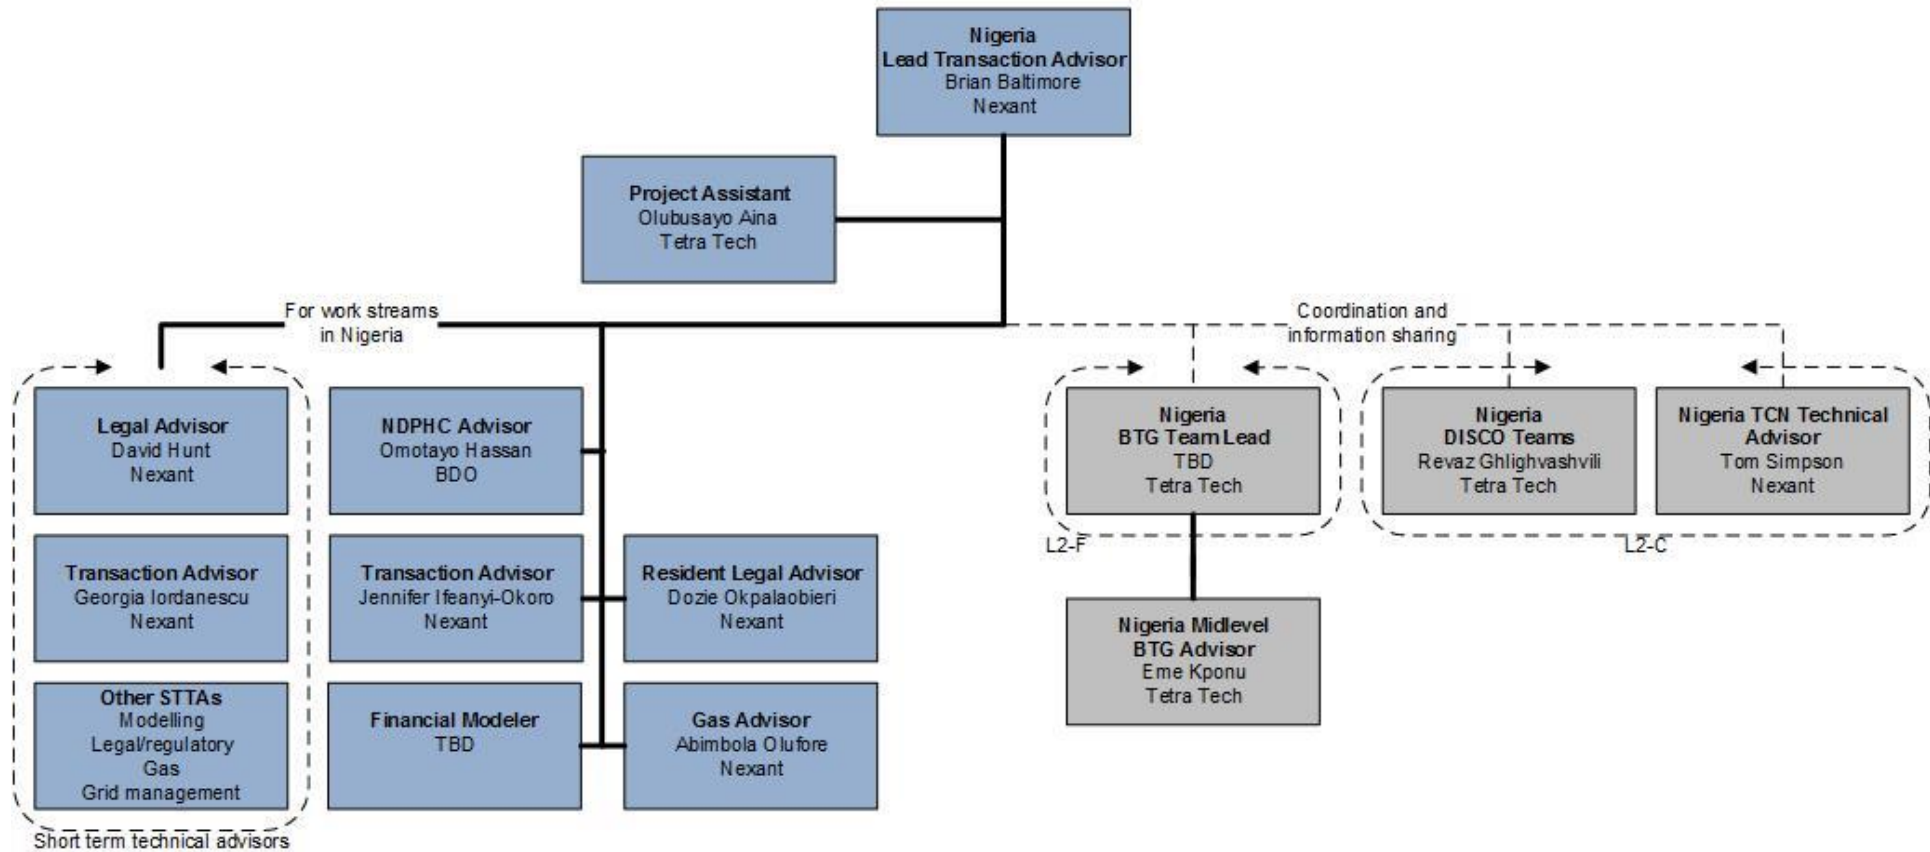 Nigeria
Lead Transaction Advisor
Brian Baltimore
Nexant
Project Assistant
Olubusayo Aina
Tetra Tech
For work streams
in Nigeria
Coordination and
information sharing
Legal Advisor
David Hunt
Nexant
NDPHC Advisor
Omotayo Hassan
BDO
Nigeria
BTG Team Lead
TBD
Tetra Tech
Nigeria
DISCO Teams
Revaz Ghlighvashvili
Tetra Tech
Nigeria TCN Technical
Advisor
Tom Simpson
Nexant
L2-F
L2-C
Transaction Advisor
Georgia Iordanescu
Nexant
Transaction Advisor
Jennifer Ifeanyi-Okoro
Nexant
Resident Legal Advisor
Dozie Okpalaobieri
Nexant
Nigeria Midlevel
BTG Advisor
Eme Kponu
Tetra Tech
Other STTAs
Modelling
Legal/regulatory
Gas
Grid management
Financial Modeler
TBD
Gas Advisor
Abimbola Olufore
Nexant
Short term technical advisors